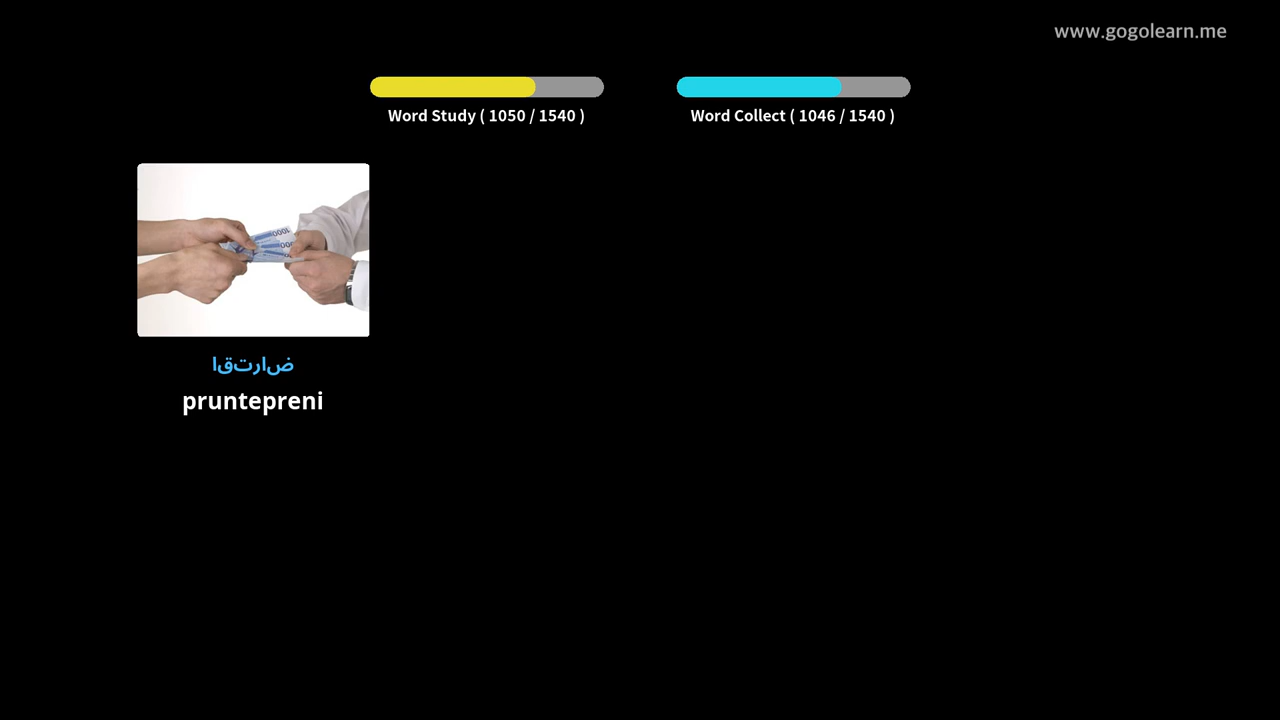 www.gogolearn.me
Word Study ( 1050 / 1540 )
Word Collect ( 1046 / 1540 )
اقتراض
pruntepreni